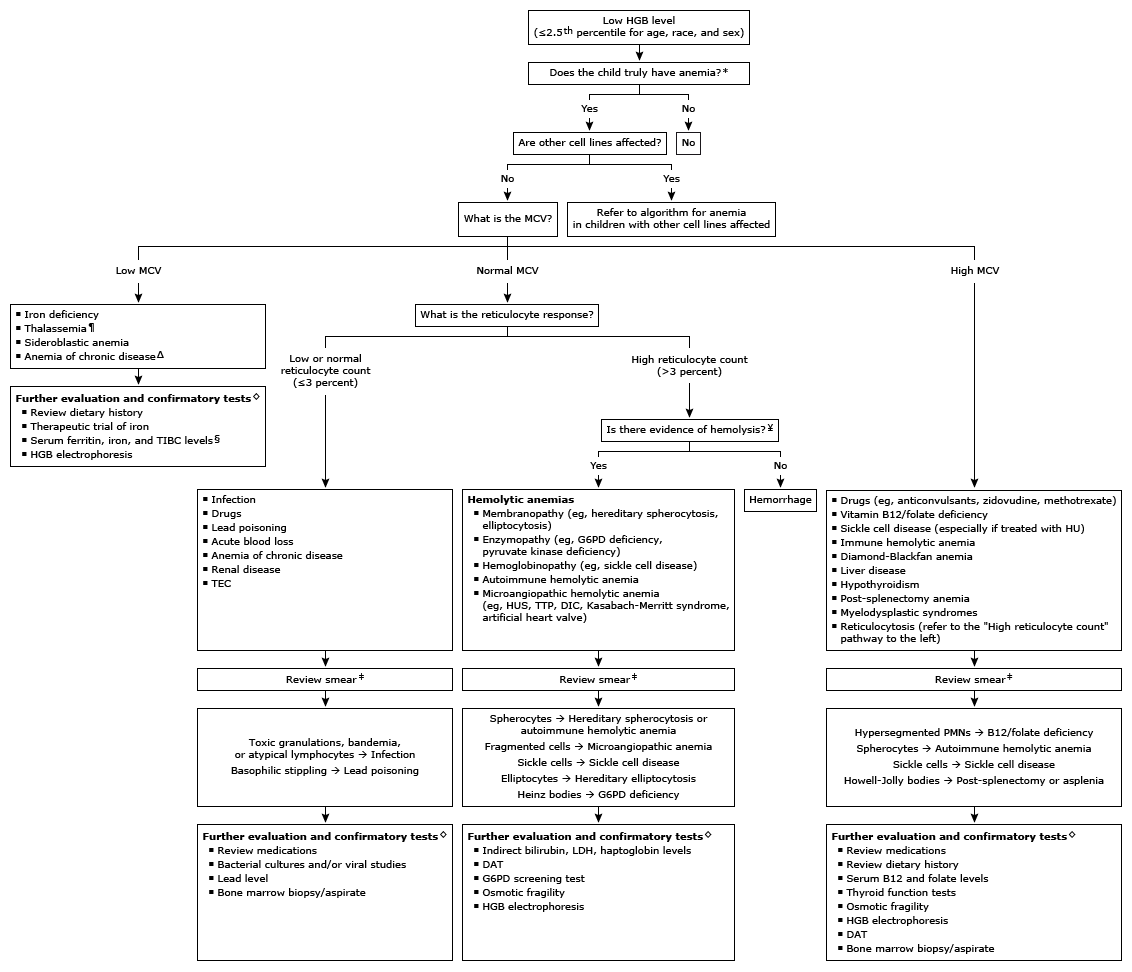 Low HGB level
(≤2.5th percentile for age, race, and sex)
Does the child truly have anemia?*
Yes
No
Are other cell lines affected?
No
No
Yes
What is the MCV?
Refer to algorithm for anemia
in children with other cell lines affected
Low MCV
Normal MCV
High MCV
▪ Iron deficiency
▪ Thalassemia¶
▪ Sideroblastic anemia
▪ Anemia of chronic disease Δ
What is the reticulocyte response?
Low or normal
reticulocyte count
(≤3 percent)
High reticulocyte count
(>3 percent)
Further evaluation and confirmatory tests◇
▪ Review dietary history
▪ Therapeutic trial of iron
▪ Serum ferritin, iron, and TIBC levels§
▪ HGB electrophoresis
Is there evidence of hemolysis?¥
Yes
No
Hemorrhage
▪ Infection
▪ Drugs
▪ Lead poisoning
▪ Acute blood loss
▪ Anemia of chronic disease
▪ Renal disease
▪ TEC
Hemolytic anemias
▪ Membranopathy (eg, hereditary spherocytosis,
elliptocytosis)
▪ Enzymopathy (eg, G6PD deficiency,
pyruvate kinase deficiency)
▪ Hemoglobinopathy (eg, sickle cell disease)
▪ Autoimmune hemolytic anemia
▪ Microangiopathic hemolytic anemia
(eg, HUS, TTP, DIC, Kasabach-Merritt syndrome,
artificial heart valve)
▪ Drugs (eg, anticonvulsants, zidovudine, methotrexate)
▪ Vitamin B12/folate deficiency
▪ Sickle cell disease (especially if treated with HU)
▪ Immune hemolytic anemia
▪ Diamond-Blackfan anemia
▪ Liver disease
▪ Hypothyroidism
▪ Post-splenectomy anemia
▪ Myelodysplastic syndromes
▪ Reticulocytosis (refer to the "High reticulocyte count"
pathway to the left)
Review smear‡
Review smear‡
Review smear‡
Toxic granulations, bandemia,
or atypical lymphocytes → Infection
Basophilic stippling → Lead poisoning
Spherocytes → Hereditary spherocytosis or
autoimmune hemolytic anemia
Fragmented cells → Microangiopathic anemia
Sickle cells → Sickle cell disease
Elliptocytes → Hereditary elliptocytosis
Heinz bodies → G6PD deficiency
Hypersegmented PMNs → B12/folate deficiency
Spherocytes → Autoimmune hemolytic anemia
Sickle cells → Sickle cell disease
Howell-Jolly bodies → Post-splenectomy or asplenia
Further evaluation and confirmatory tests◇
▪ Review medications
▪ Bacterial cultures and/or viral studies
▪ Lead level
▪ Bone marrow biopsy/aspirate
Further evaluation and confirmatory tests◇
▪ Indirect bilirubin, LDH, haptoglobin levels
▪ DAT
▪ G6PD screening test
▪ Osmotic fragility
▪ HGB electrophoresis
Further evaluation and confirmatory tests◇
▪ Review medications
▪ Review dietary history
▪ Serum B12 and folate levels
▪ Thyroid function tests
▪ Osmotic fragility
▪ HGB electrophoresis
▪ DAT
▪ Bone marrow biopsy/aspirate